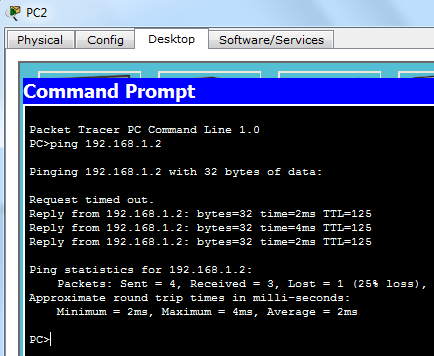 PC2
Physical Config Desktop Software/Services
Command Prompt
Packet Tracer PC Command Line 1.0
PC>ping 192.168.1.2
Pinging 192.168.1.2 with 32 bytes of data:
Request timed out.
Reply from 192.168.1.2: bytes=32 time=2ms TTL=125
Reply from 192.168.1.2: bytes=32 time=4ms TTL=125
Reply from 192.168.1.2: bytes=32 time=2ms TTL=125
Ping statistics for 192.168.1.2:
Packets: Sent = 4, Received = 3, Lost = 1 (25% loss),
Approximate round trip times in milli-seconds:
Minimum = 2ms, Maximum = 4ms, Average = 2ms
PC>